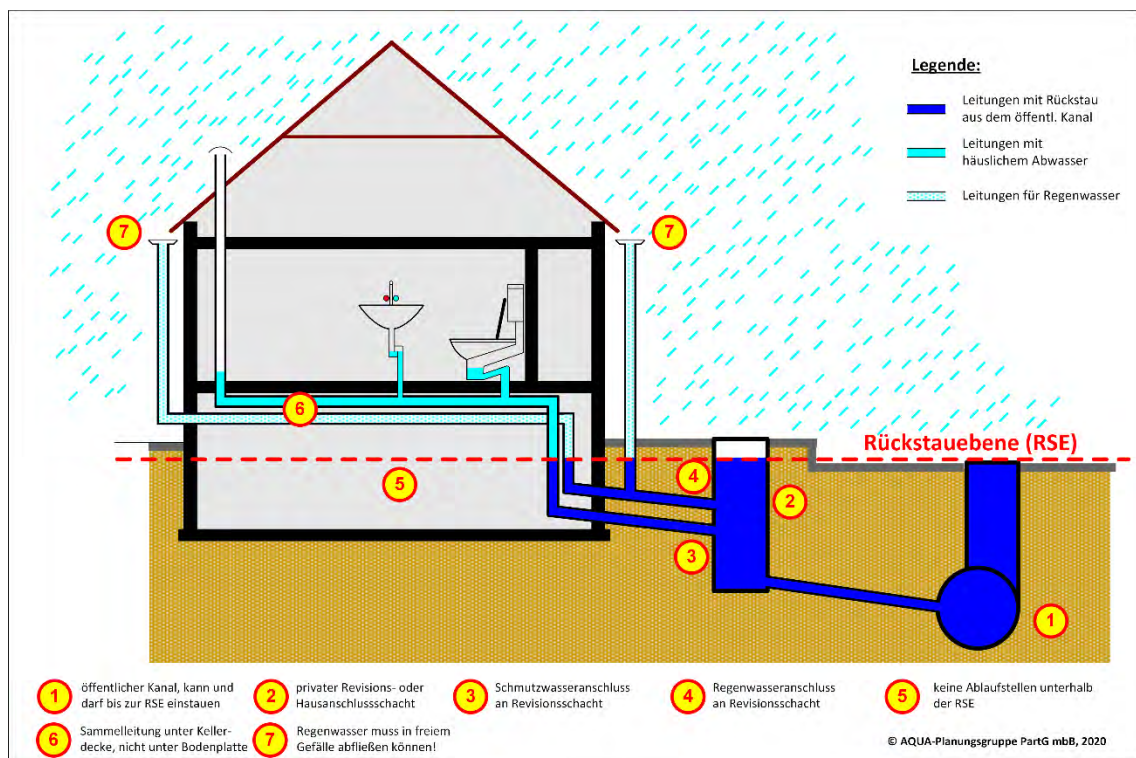 Legende:
Leitungen mit Rückstau
aus dem öffentl. Kanal
Leitungen mit
häuslichem Abwasser
Leitungen für Regenwasser
7
7
6
Rückstauebene (RSE)
5
4
2
3
1
1
öffentlicher Kanal, kann und
darf bis zur RSE einstauen
2
privater Revisions- oder
Hausanschlussschacht
3
Schmutzwasseranschluss
an Revisionsschacht
4
Regenwasseranschluss
an Revisionsschacht
5
keine Ablaufstellen unterhalb
der RSE
6
Sammelleitung unter Keller-
decke, nicht unter Bodenplatte
7
Regenwasser muss in freiem
Gefälle abfließen können!
© AQUA-Planungsgruppe PartG mbB, 2020